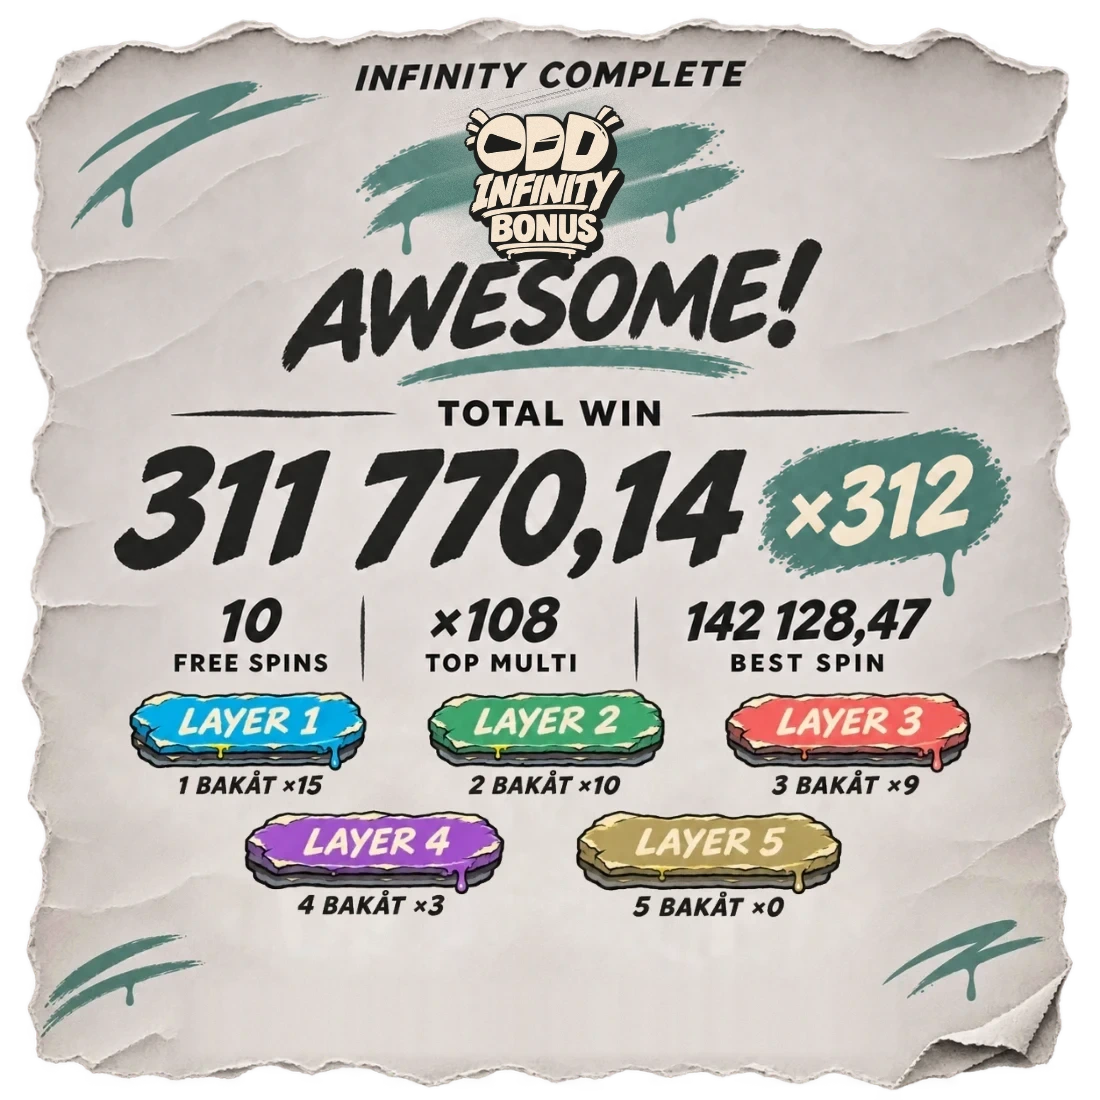 INFINITY COMPLETE
ODD
INFINITY
BONUS
AWESOME!
TOTAL WIN
311 770,14 ×312
10 ×108 142 128,47
FREE SPINS TOP MULTI BEST SPIN
LAYER 1 LAYER 2 LAYER 3
1 BAKÅT ×15 2 BAKÅT ×10 3 BAKÅT ×9
LAYER 4 LAYER 5
4 BAKÅT ×3 5 BAKÅT ×0